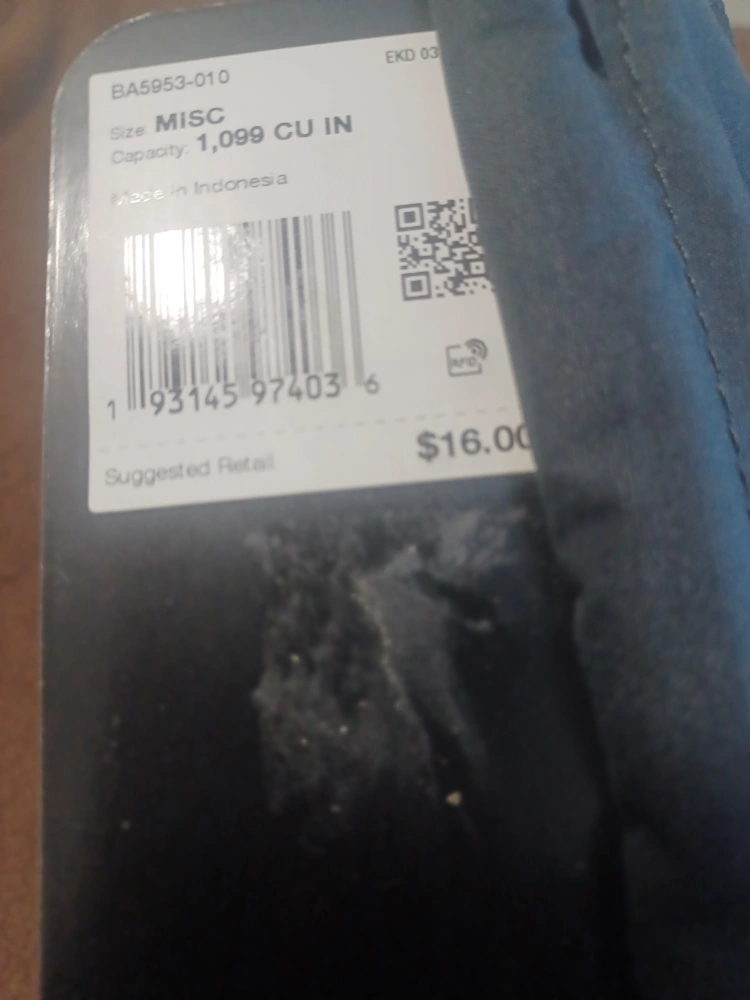 BA5953-010
EKD 03
Size: MISC
Capacity: 1,099 CU IN
Made in Indonesia
RFID
1 93145 97403 6
Suggested Retail
$16.00